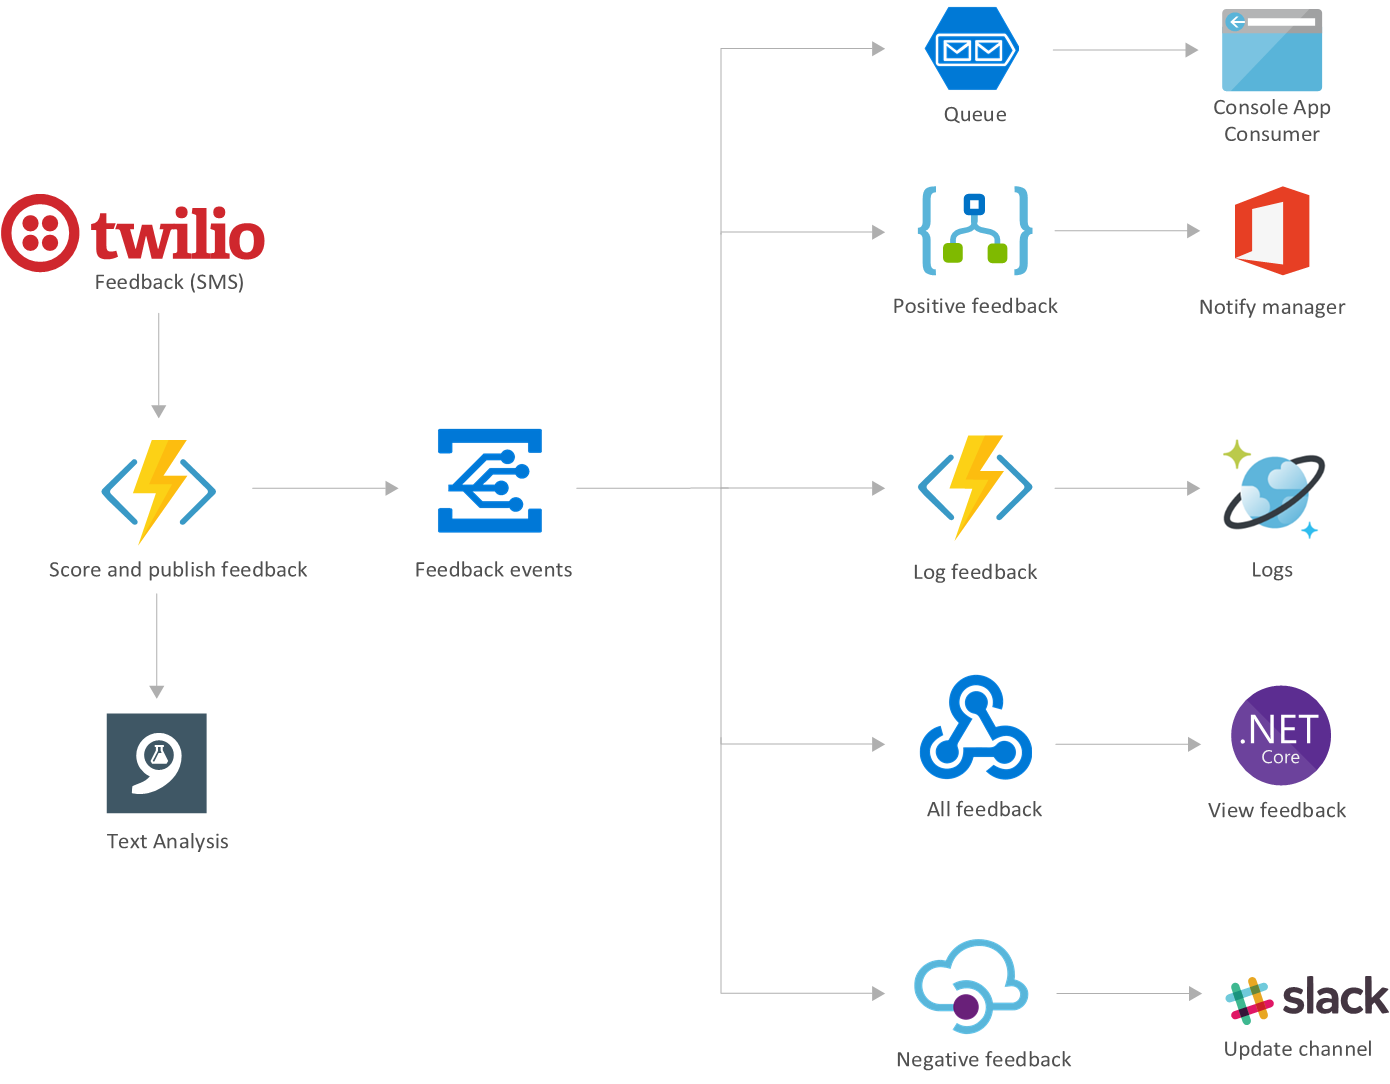 Queue
Console App
Consumer
twilio
Feedback (SMS)
Positive feedback
Notify manager
Score and publish feedback
Feedback events
Log feedback
Logs
.NET
Core
All feedback
View feedback
Text Analysis
slack
Negative feedback
Update channel